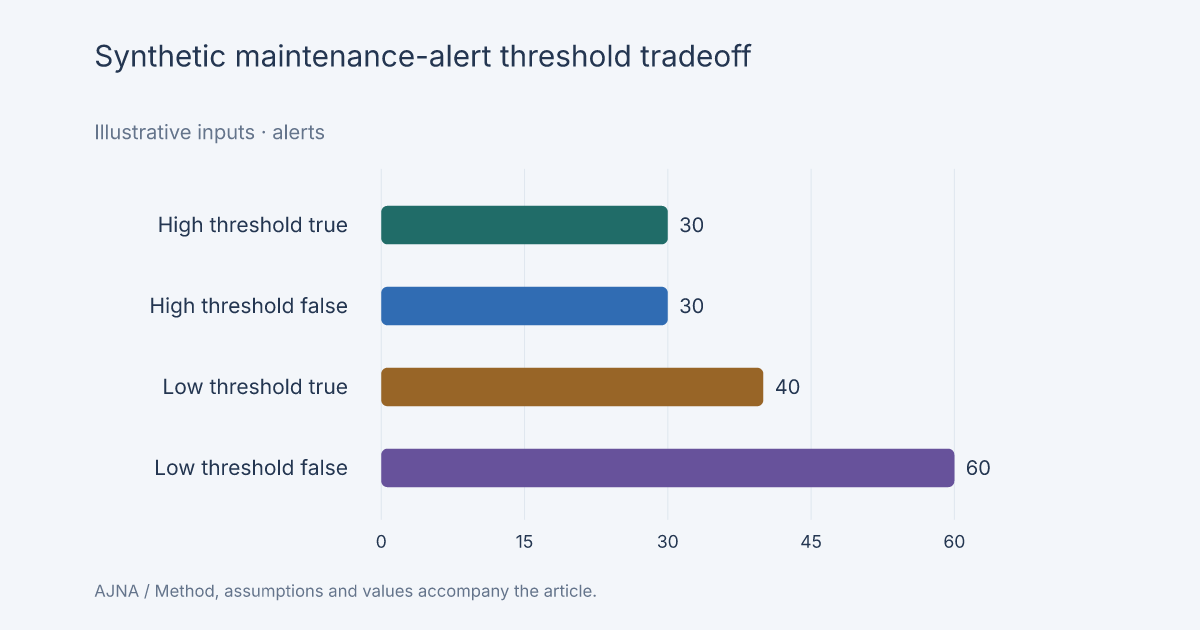 Synthetic maintenance-alert threshold tradeoff
Illustrative inputs · alerts
High threshold true 30
High threshold false 30
Low threshold true 40
Low threshold false 60
0 15 30 45 60
AJNA / Method, assumptions and values accompany the article.